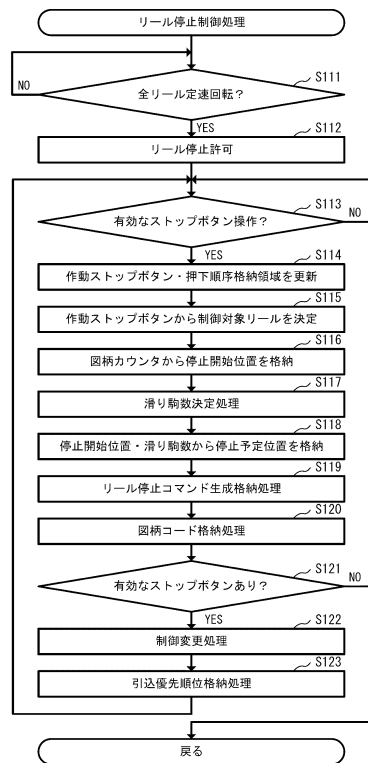 リール停止制御処理
S111
全リール定速回転?
NO
YES
S112
リール停止許可
S113
有効なストップボタン操作?
NO
YES
S114
作動ストップボタン・押下順序格納領域を更新
S115
作動ストップボタンから制御対象リールを決定
S116
図柄カウンタから停止開始位置を格納
S117
滑り駒数決定処理
S118
停止開始位置・滑り駒数から停止予定位置を格納
S119
リール停止コマンド生成格納処理
S120
図柄コード格納処理
S121
有効なストップボタンあり?
NO
YES
S122
制御変更処理
S123
引込優先順位格納処理
戻る